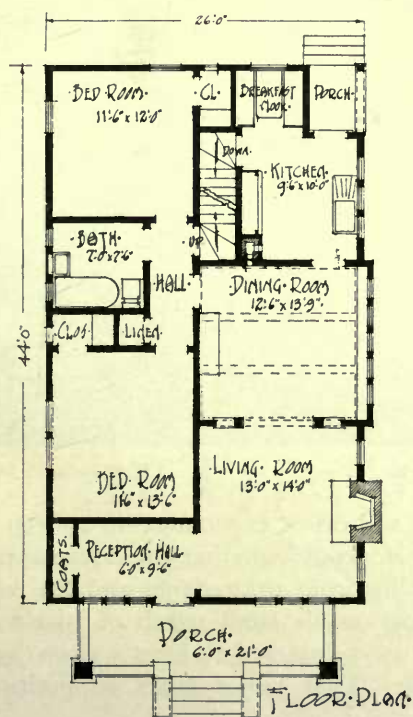 26'-0"
BED ROOM.
11'-6" x 12'-0"
CL.
BREAKFAST
NOOK.
PORCH.
DOWN
KITCHEN.
9'-6" x 10'-0"
BATH.
7'-0" x 7'-6"
UP
HALL
DINING ROOM
12'-6" x 13'-9"
44'-0"
CLOS.
LINEN.
BED ROOM
11'-6" x 13'-6"
LIVING ROOM
13'-0" x 14'-0"
COATS.
RECEPTION HALL
6'-0" x 9'-6"
PORCH.
6'-0" x 21'-0"
FLOOR PLAN.